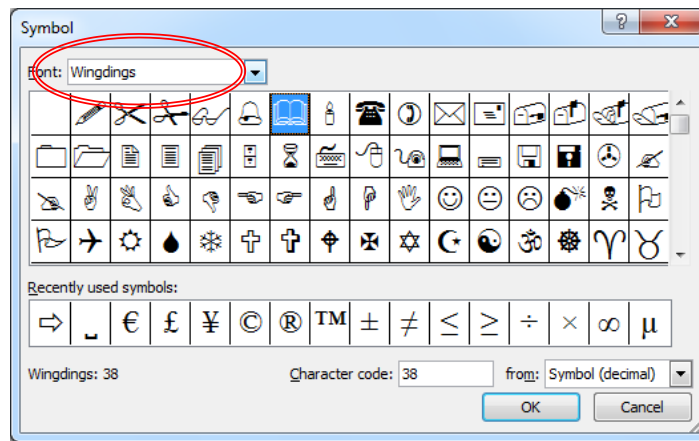 Symbol
Font: Wingdings
Recently used symbols:
⇨ ␣ € £ ¥ © ® ™ ± ≠ ≤ ≥ ÷ × ∞ µ
Wingdings: 38 Character code: 38 from: Symbol (decimal)
OK Cancel